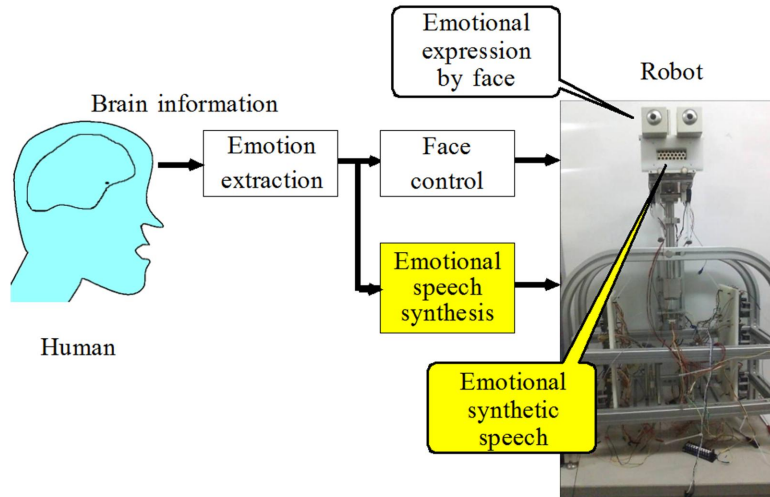 Emotional
expression
by face
Robot
Brain information
Emotion
extraction
Face
control
Emotional
speech
synthesis
Human
Emotional
synthetic
speech